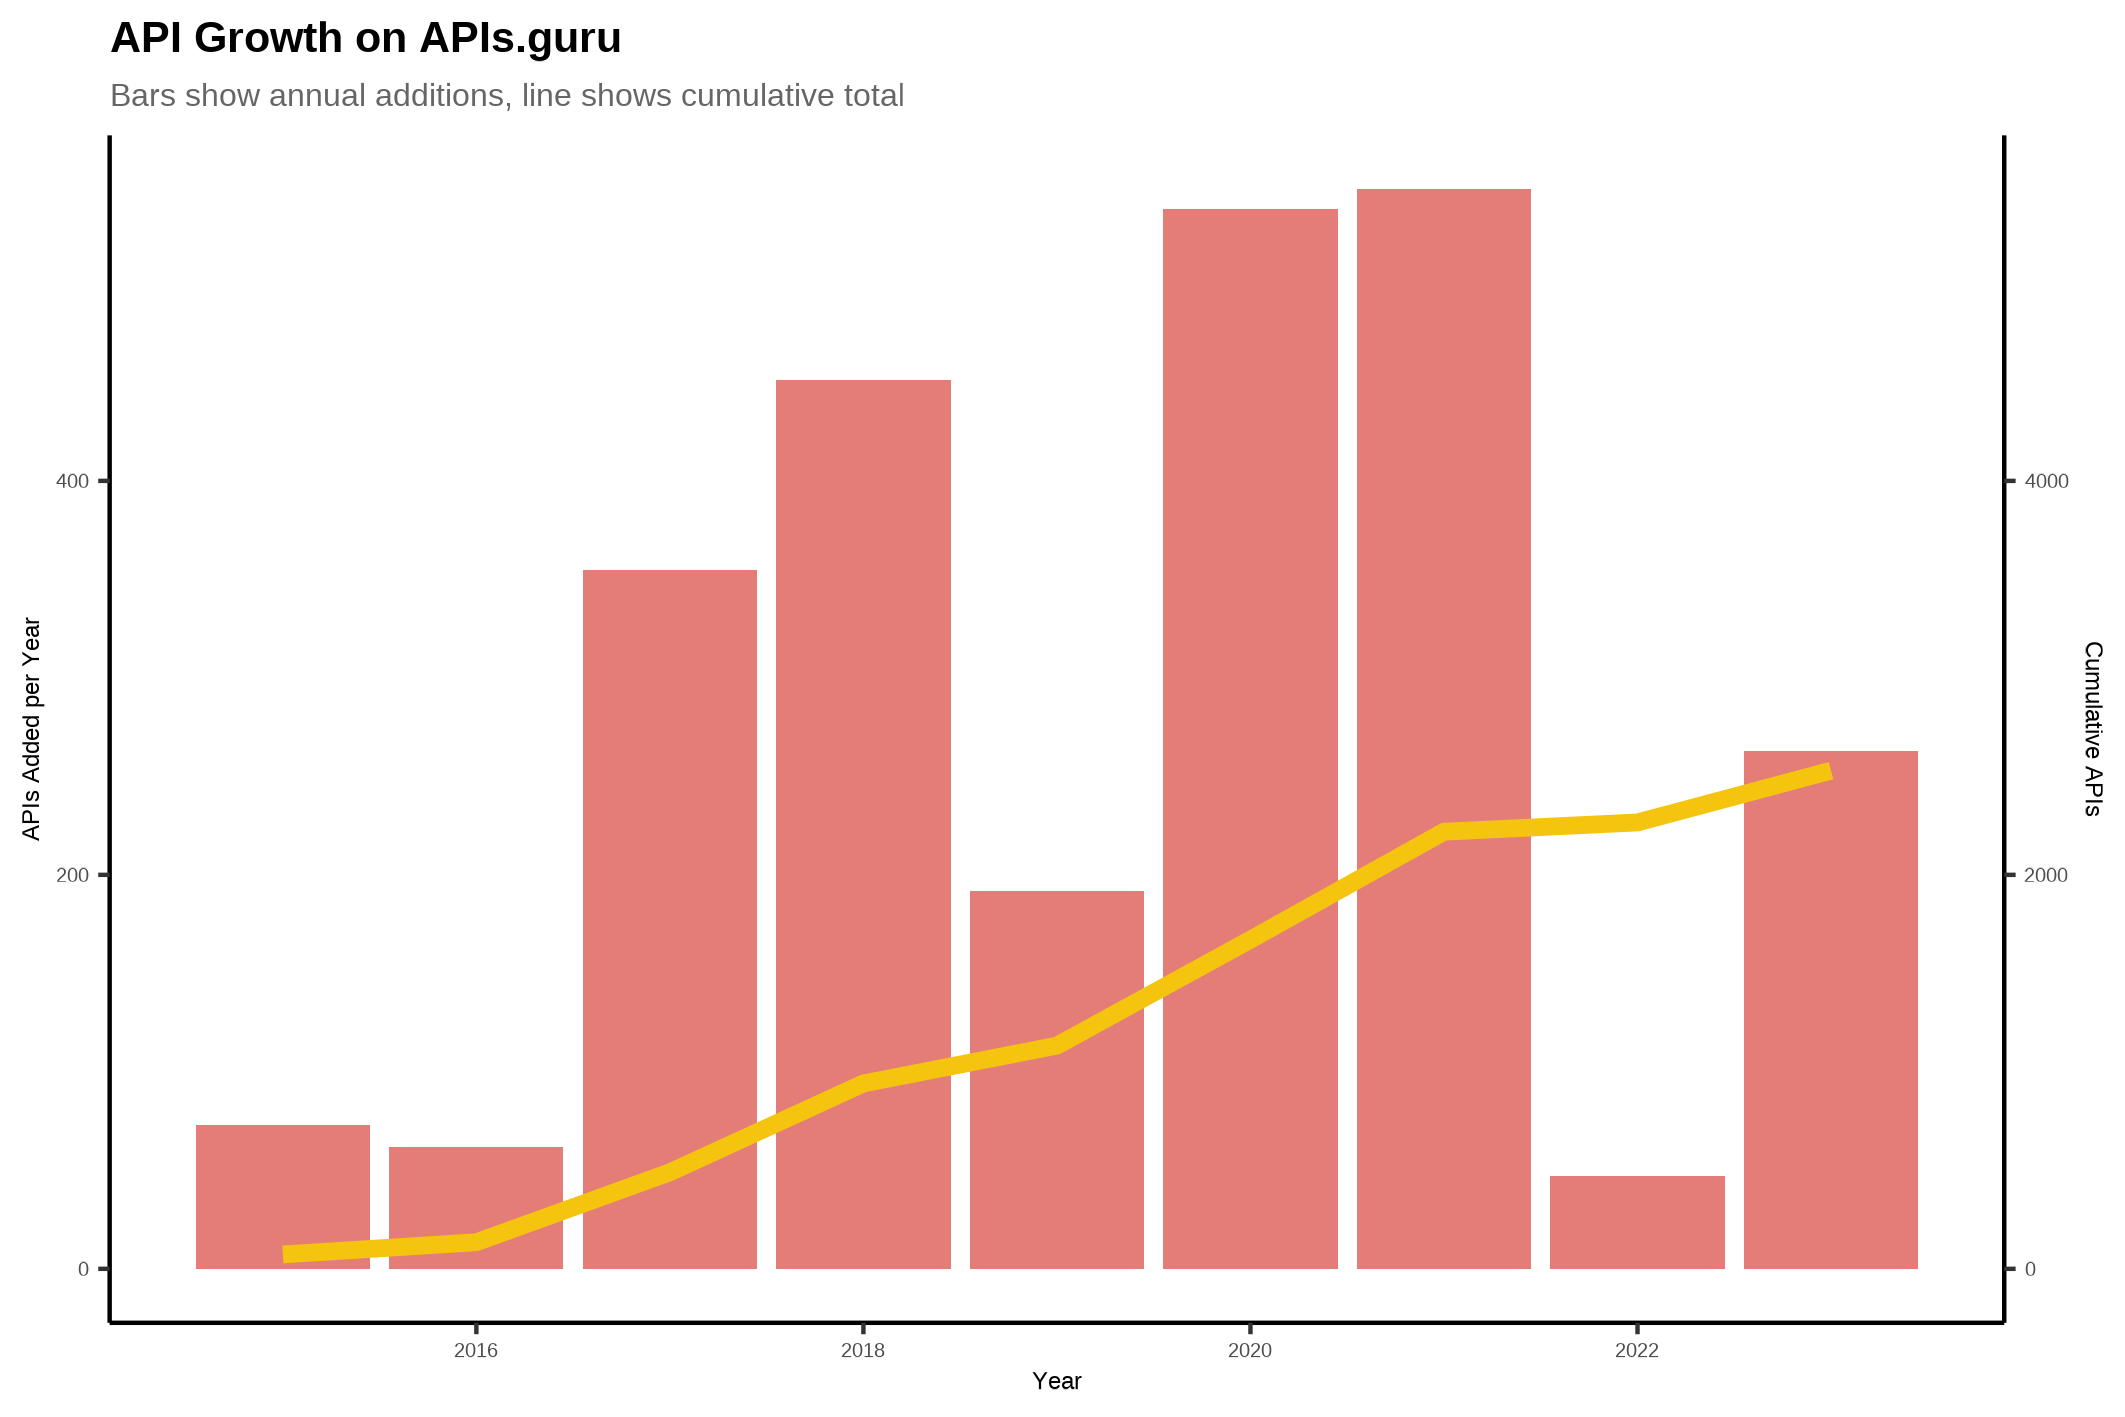 API Growth on APIs.guru
Bars show annual additions, line shows cumulative total
APIs Added per Year
400
200
0
4000
2000
0
Cumulative APIs
2016
2018
2020
2022
Year